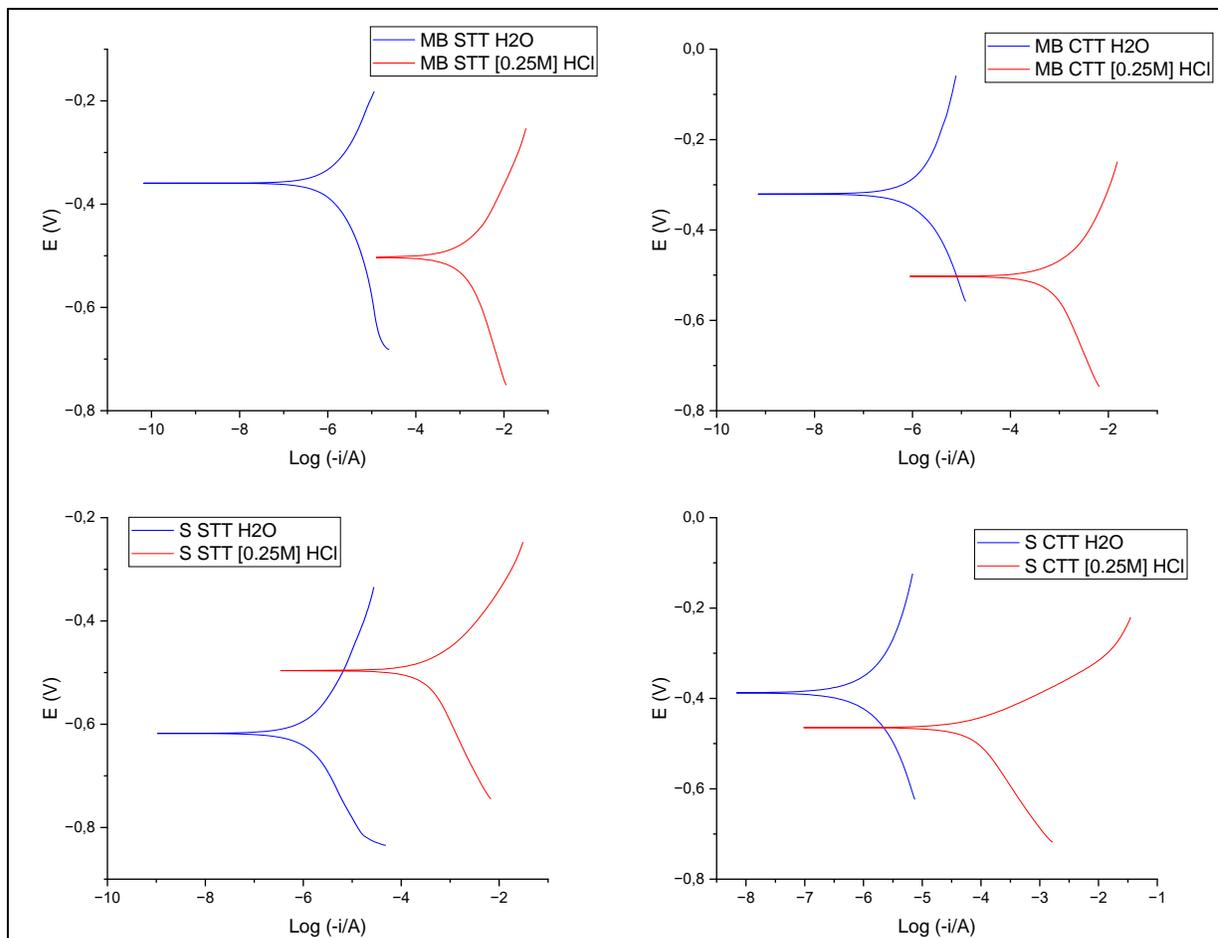 MB STT H2O
MB STT [0.25M] HCl
−0,2
−0,4
−0,6
−0,8
E (V)
−10 −8 −6 −4 −2
Log (-i/A)
MB CTT H2O
MB CTT [0.25M] HCl
0,0
−0,2
−0,4
−0,6
−0,8
E (V)
−10 −8 −6 −4 −2
Log (-i/A)
S STT H2O
S STT [0.25M] HCl
−0,2
−0,4
−0,6
−0,8
E (V)
−10 −8 −6 −4 −2
Log (-i/A)
S CTT H2O
S CTT [0.25M] HCl
0,0
−0,2
−0,4
−0,6
−0,8
E (V)
−8 −7 −6 −5 −4 −3 −2 −1
Log (-i/A)